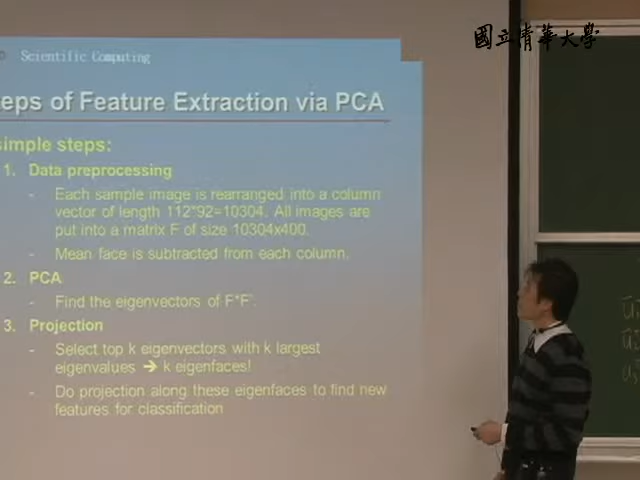 國立清華大學
Scientific Computing
eps of Feature Extraction via PCA
simple steps:
1. Data preprocessing
- Each sample image is rearranged into a column
vector of length 112*92=10304. All images are
put into a matrix F of size 10304x400.
- Mean face is subtracted from each column.
2. PCA
- Find the eigenvectors of F*F'.
3. Projection
- Select top k eigenvectors with k largest
eigenvalues → k eigenfaces!
- Do projection along these eigenfaces to find new
features for classification